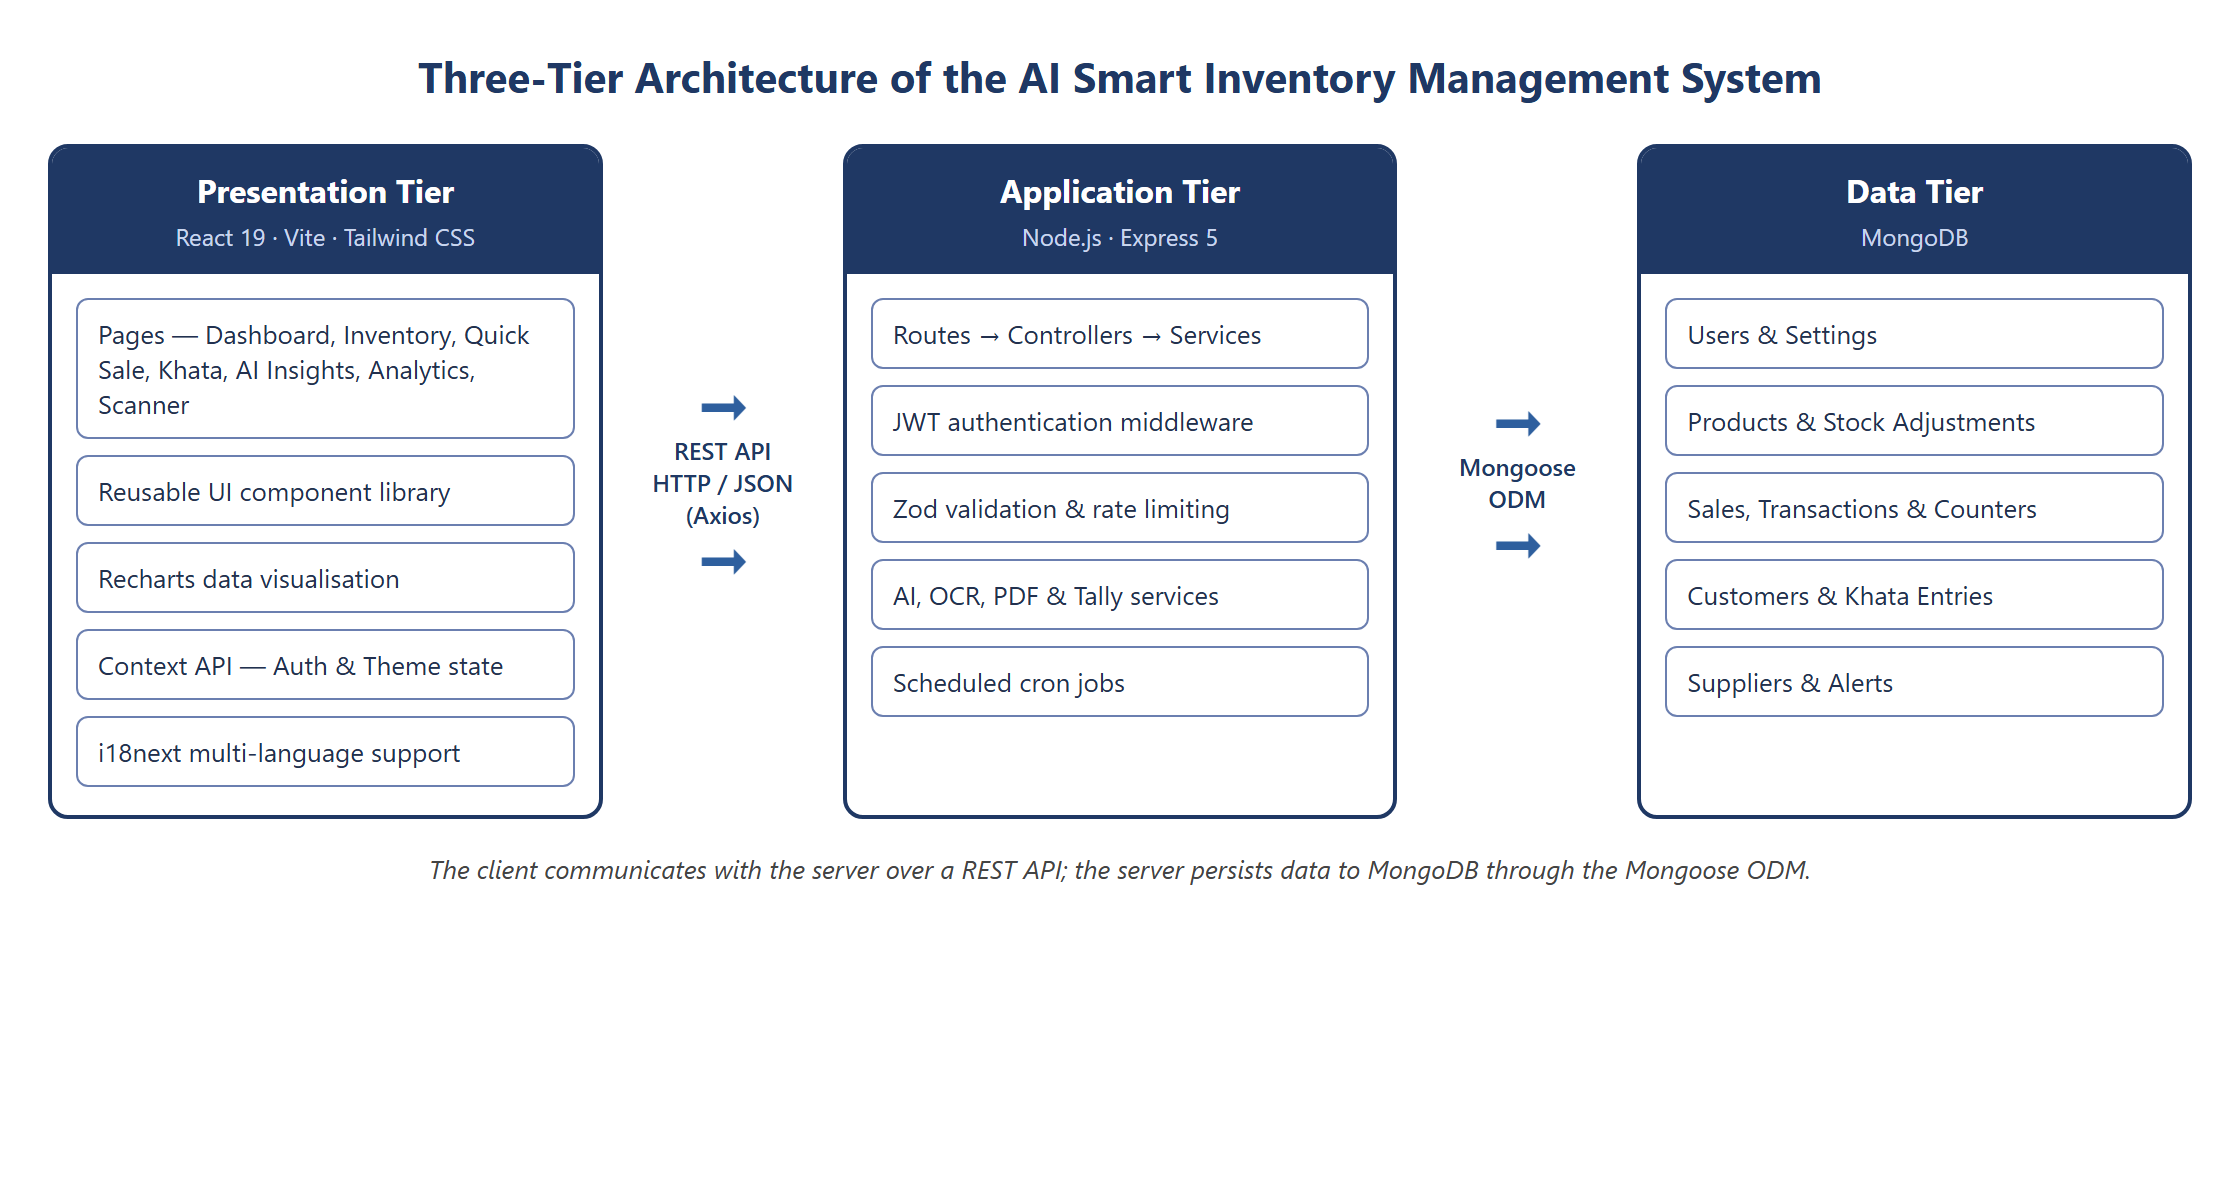 Three-Tier Architecture of the AI Smart Inventory Management System
Presentation Tier
React 19 · Vite · Tailwind CSS
Pages — Dashboard, Inventory, Quick
Sale, Khata, AI Insights, Analytics,
Scanner
Reusable UI component library
Recharts data visualisation
Context API — Auth & Theme state
i18next multi-language support
REST API
HTTP / JSON
(Axios)
Application Tier
Node.js · Express 5
Routes → Controllers → Services
JWT authentication middleware
Zod validation & rate limiting
AI, OCR, PDF & Tally services
Scheduled cron jobs
Mongoose
ODM
Data Tier
MongoDB
Users & Settings
Products & Stock Adjustments
Sales, Transactions & Counters
Customers & Khata Entries
Suppliers & Alerts
The client communicates with the server over a REST API; the server persists data to MongoDB through the Mongoose ODM.